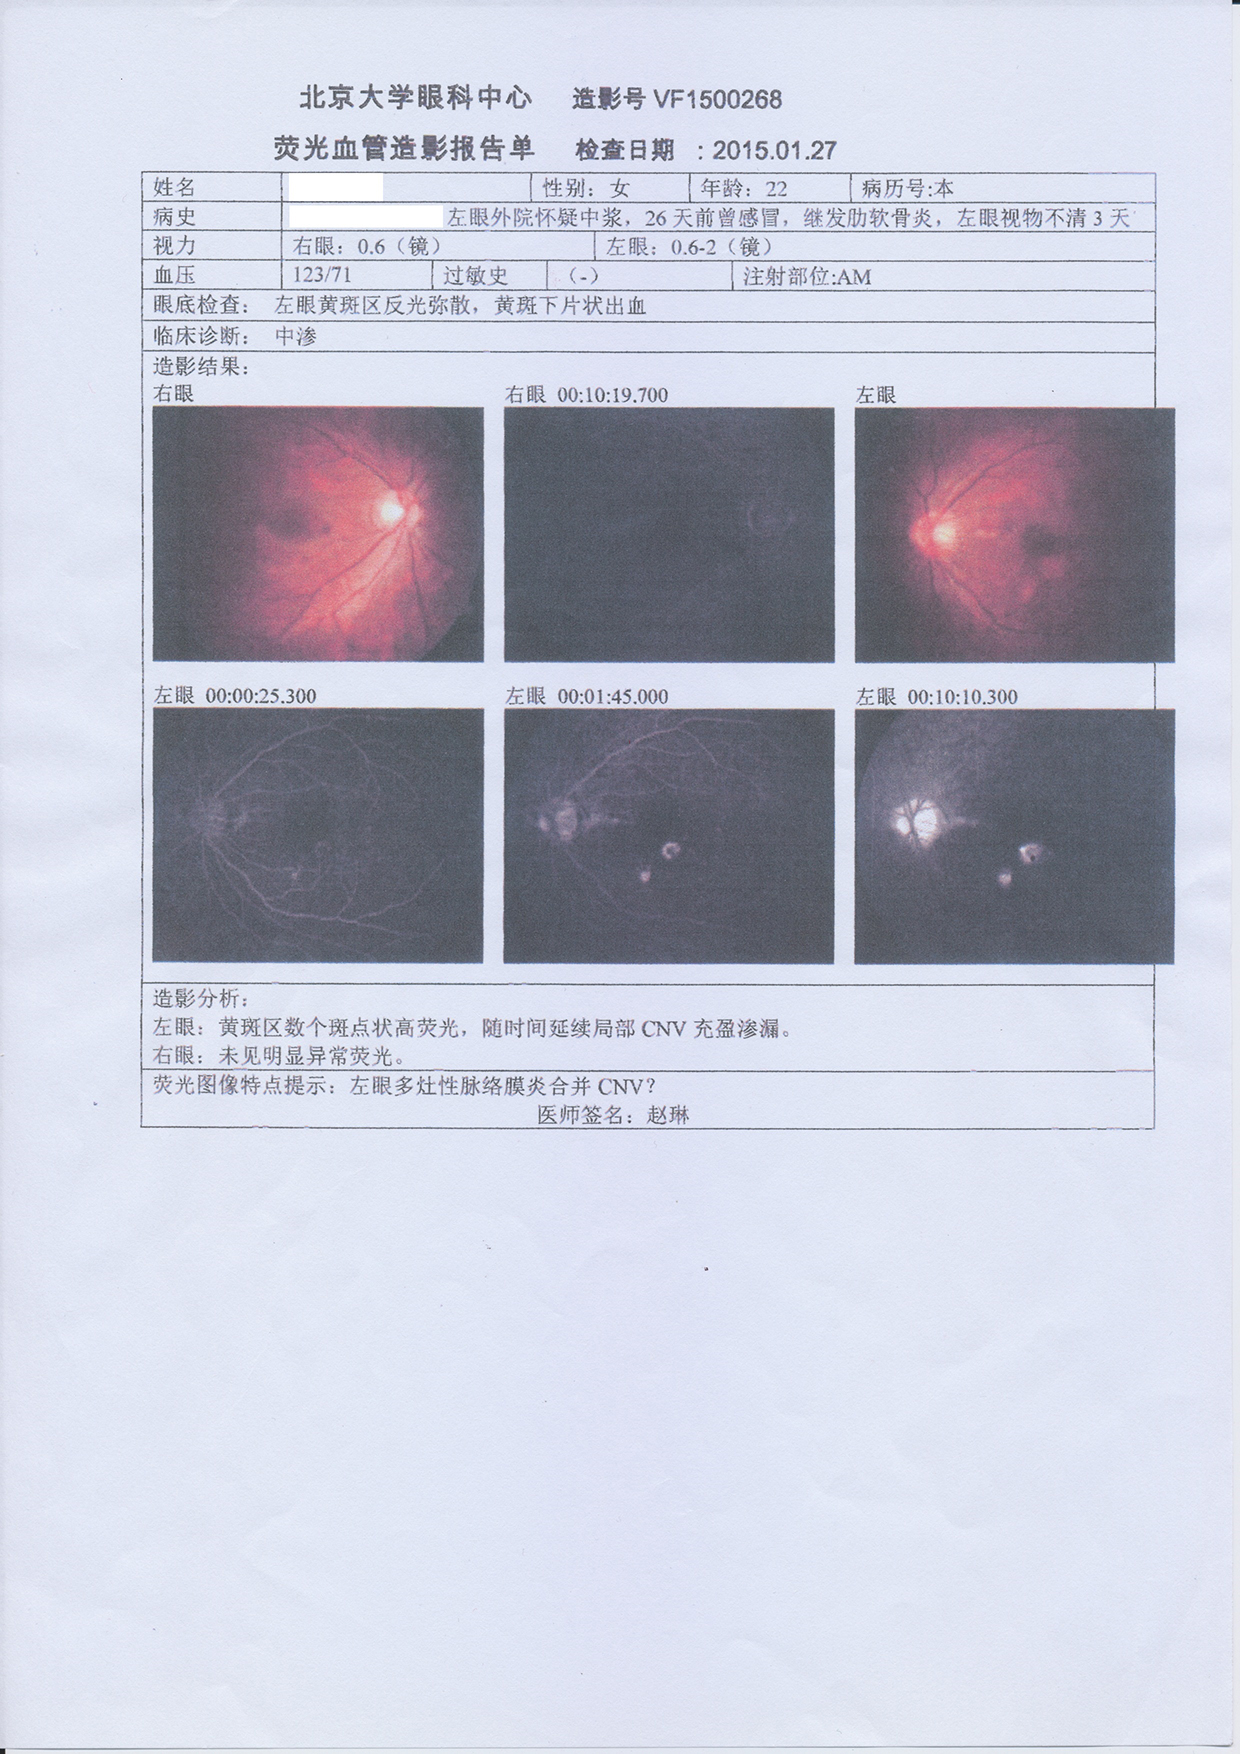 北京大学眼科中心 造影号 VF1500268
荧光血管造影报告单 检查日期 : 2015.01.27
姓名 性别: 女 年龄: 22 病历号:本
病史 左眼外院怀疑中浆, 26 天前曾感冒, 继发肋软骨炎, 左眼视物不清 3 天
视力 右眼: 0.6（镜） 左眼: 0.6-2（镜）
血压 123/71 过敏史 （-） 注射部位:AM
眼底检查: 左眼黄斑区反光弥散, 黄斑下片状出血
临床诊断: 中渗
造影结果:
右眼 右眼 00:10:19.700 左眼
左眼 00:00:25.300 左眼 00:01:45.000 左眼 00:10:10.300
造影分析:
左眼: 黄斑区数个斑点状高荧光, 随时间延续局部 CNV 充盈渗漏。
右眼: 未见明显异常荧光。
荧光图像特点提示: 左眼多灶性脉络膜炎合并 CNV?
医师签名: 赵琳